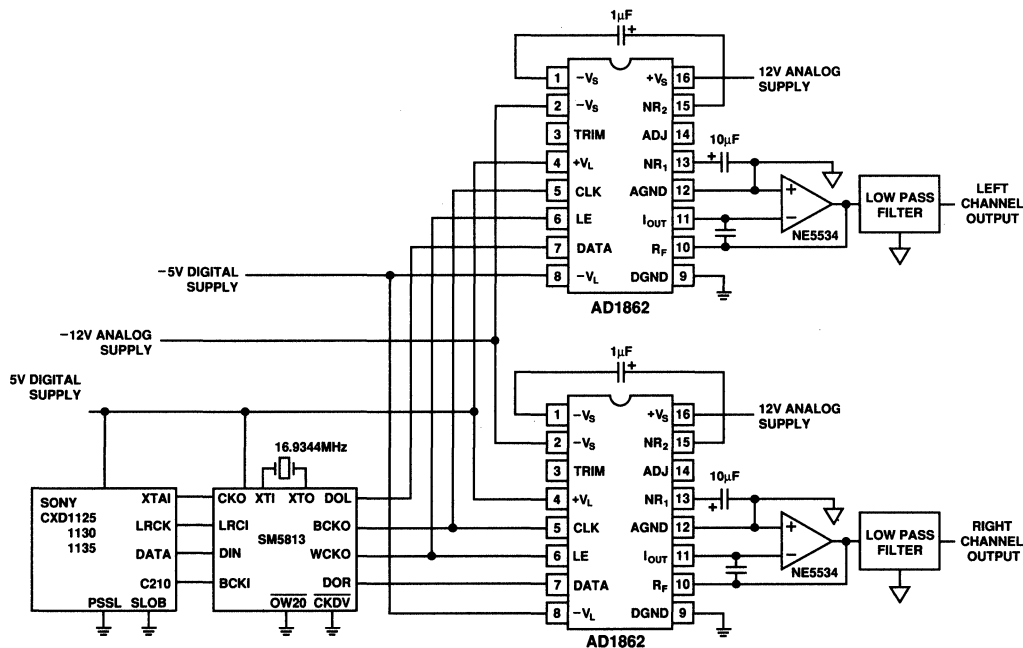 1μF
+
1
−VS
+VS
16
12V ANALOG
SUPPLY
2
−VS
NR2
15
3
TRIM
ADJ
14
10μF
4
+VL
NR1
13
+
5
CLK
AGND
12
+
LOW PASS
FILTER
LEFT
CHANNEL
OUTPUT
6
LE
IOUT
11
−
NE5534
7
DATA
RF
10
−5V DIGITAL
SUPPLY
8
−VL
DGND
9
AD1862
−12V ANALOG
SUPPLY
1μF
+
5V DIGITAL
SUPPLY
1
−VS
+VS
16
12V ANALOG
SUPPLY
2
−VS
NR2
15
16.9344MHz
3
TRIM
ADJ
14
10μF
SONY
CXD1125
1130
1135
XTAI
LRCK
DATA
C210
PSSL
SLOB
CKO
XTI
XTO
DOL
LRCI
BCKO
SM5813
DIN
WCKO
BCKI
DOR
OW20
CKDV
4
+VL
NR1
13
+
5
CLK
AGND
12
+
LOW PASS
FILTER
RIGHT
CHANNEL
OUTPUT
6
LE
IOUT
11
−
NE5534
7
DATA
RF
10
8
−VL
DGND
9
AD1862